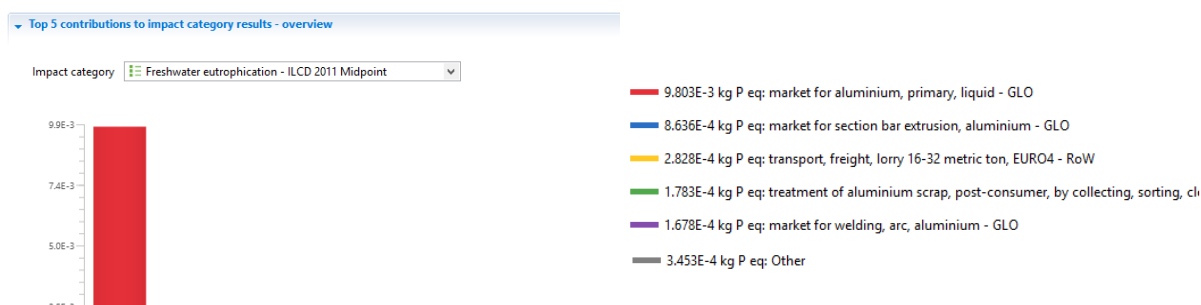 Top 5 contributions to impact category results - overview
Impact category Freshwater eutrophication - ILCD 2011 Midpoint
9.9E-3
7.4E-3
5.0E-3
9.803E-3 kg P eq: market for aluminium, primary, liquid - GLO
8.636E-4 kg P eq: market for section bar extrusion, aluminium - GLO
2.828E-4 kg P eq: transport, freight, lorry 16-32 metric ton, EURO4 - RoW
1.783E-4 kg P eq: treatment of aluminium scrap, post-consumer, by collecting, sorting,
1.678E-4 kg P eq: market for welding, arc, aluminium - GLO
3.453E-4 kg P eq: Other